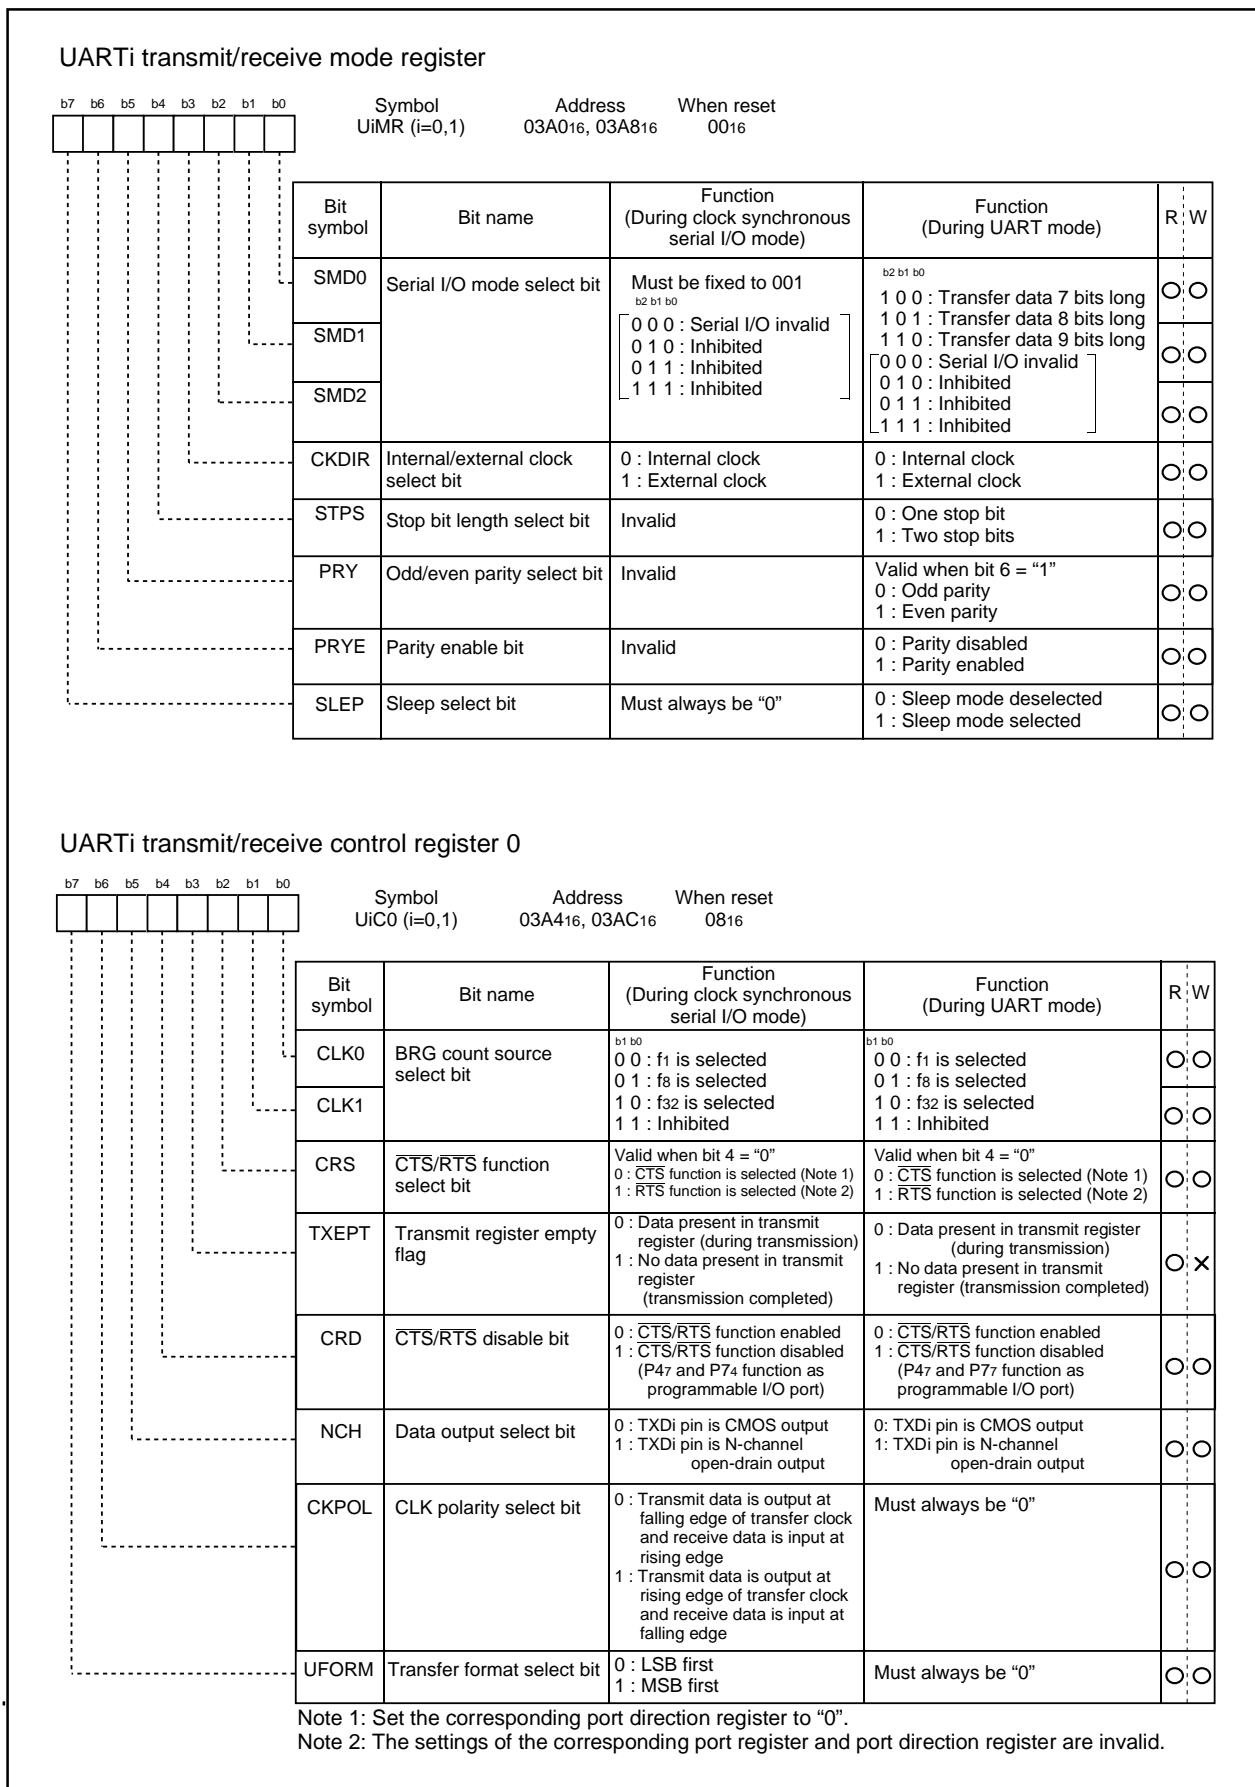 UARTi transmit/receive mode register
b7 b6 b5 b4 b3 b2 b1 b0
Symbol Address When reset
UiMR (i=0,1) 03A016, 03A816 0016
Bit symbol Bit name Function (During clock synchronous serial I/O mode) Function (During UART mode) R W
SMD0 Serial I/O mode select bit
SMD1
SMD2
Must be fixed to 001
b2 b1 b0
0 0 0 : Serial I/O invalid
0 1 0 : Inhibited
0 1 1 : Inhibited
1 1 1 : Inhibited
b2 b1 b0
1 0 0 : Transfer data 7 bits long
1 0 1 : Transfer data 8 bits long
1 1 0 : Transfer data 9 bits long
0 0 0 : Serial I/O invalid
0 1 0 : Inhibited
0 1 1 : Inhibited
1 1 1 : Inhibited
CKDIR Internal/external clock
select bit
0 : Internal clock
1 : External clock
0 : Internal clock
1 : External clock
STPS Stop bit length select bit Invalid
0 : One stop bit
1 : Two stop bits
PRY Odd/even parity select bit Invalid
Valid when bit 6 = “1”
0 : Odd parity
1 : Even parity
PRYE Parity enable bit Invalid
0 : Parity disabled
1 : Parity enabled
SLEP Sleep select bit Must always be “0”
0 : Sleep mode deselected
1 : Sleep mode selected
UARTi transmit/receive control register 0
b7 b6 b5 b4 b3 b2 b1 b0
Symbol Address When reset
UiC0 (i=0,1) 03A416, 03AC16 0816
Bit symbol Bit name Function (During clock synchronous serial I/O mode) Function (During UART mode) R W
CLK0 BRG count source
select bit
CLK1
b1 b0
0 0 : f1 is selected
0 1 : f8 is selected
1 0 : f32 is selected
1 1 : Inhibited
b1 b0
0 0 : f1 is selected
0 1 : f8 is selected
1 0 : f32 is selected
1 1 : Inhibited
CRS CTS/RTS function
select bit
Valid when bit 4 = “0”
0 : CTS function is selected (Note 1)
1 : RTS function is selected (Note 2)
Valid when bit 4 = “0”
0 : CTS function is selected (Note 1)
1 : RTS function is selected (Note 2)
TXEPT Transmit register empty
flag
0 : Data present in transmit
register (during transmission)
1 : No data present in transmit
register
(transmission completed)
0 : Data present in transmit register
(during transmission)
1 : No data present in transmit
register (transmission completed)
CRD CTS/RTS disable bit
0 : CTS/RTS function enabled
1 : CTS/RTS function disabled
(P47 and P74 function as
programmable I/O port)
0 : CTS/RTS function enabled
1 : CTS/RTS function disabled
(P47 and P77 function as
programmable I/O port)
NCH Data output select bit
0 : TXDi pin is CMOS output
1 : TXDi pin is N-channel
open-drain output
0: TXDi pin is CMOS output
1: TXDi pin is N-channel
open-drain output
CKPOL CLK polarity select bit
0 : Transmit data is output at
falling edge of transfer clock
and receive data is input at
rising edge
1 : Transmit data is output at
rising edge of transfer clock
and receive data is input at
falling edge
Must always be “0”
UFORM Transfer format select bit
0 : LSB first
1 : MSB first
Must always be “0”
Note 1: Set the corresponding port direction register to “0”.
Note 2: The settings of the corresponding port register and port direction register are invalid.